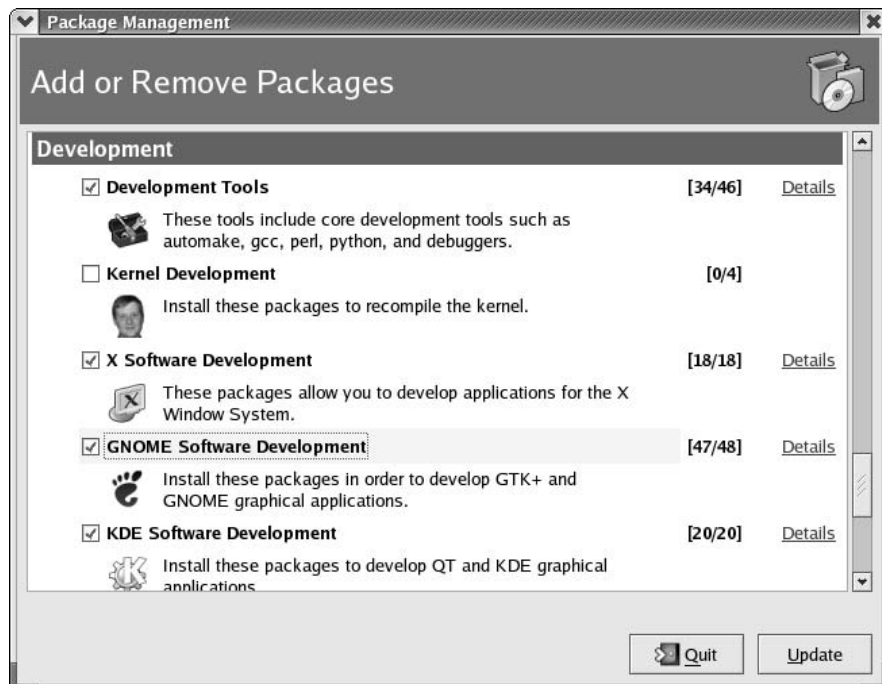 Package Management
Add or Remove Packages
Development
Development Tools [34/46] Details
These tools include core development tools such as
automake, gcc, perl, python, and debuggers.
Kernel Development [0/4]
Install these packages to recompile the kernel.
X Software Development [18/18] Details
X
These packages allow you to develop applications for the X
Window System.
GNOME Software Development [47/48] Details
Install these packages in order to develop GTK+ and
GNOME graphical applications.
KDE Software Development [20/20] Details
K
Install these packages to develop QT and KDE graphical
applications.
Quit Update